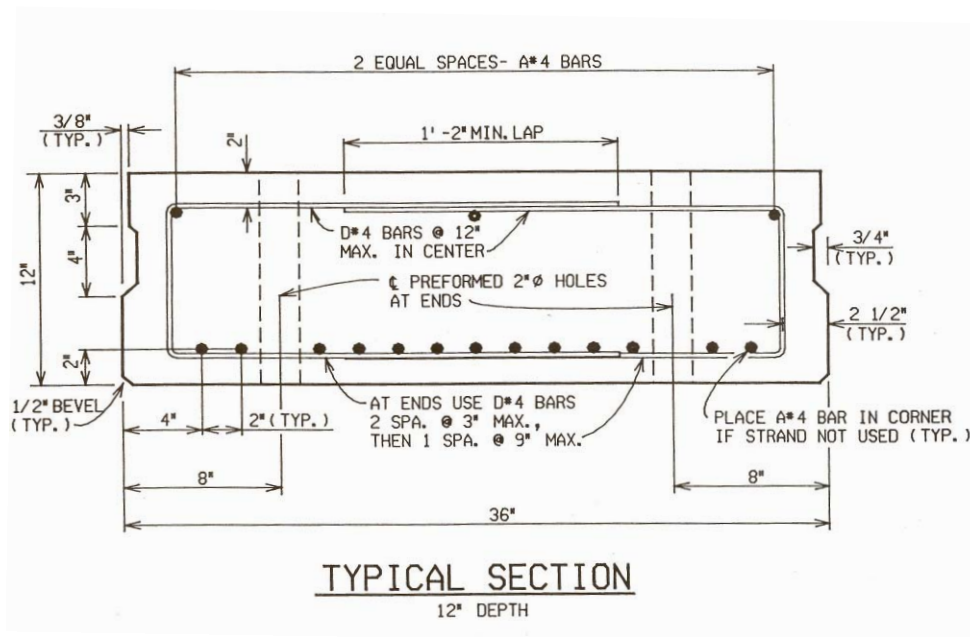 2 EQUAL SPACES- A#4 BARS
3/8"
(TYP.)
2"
1'-2" MIN. LAP
3"
D#4 BARS @ 12"
MAX. IN CENTER
4"
12"
3/4"
(TYP.)
℄ PREFORMED 2"Ø HOLES
AT ENDS
2 1/2"
(TYP.)
2"
1/2" BEVEL
(TYP.)
4"
2" (TYP.)
AT ENDS USE D#4 BARS
2 SPA. @ 3" MAX.,
THEN 1 SPA. @ 9" MAX.
PLACE A#4 BAR IN CORNER
IF STRAND NOT USED (TYP.)
8"
8"
36"
TYPICAL SECTION
12" DEPTH